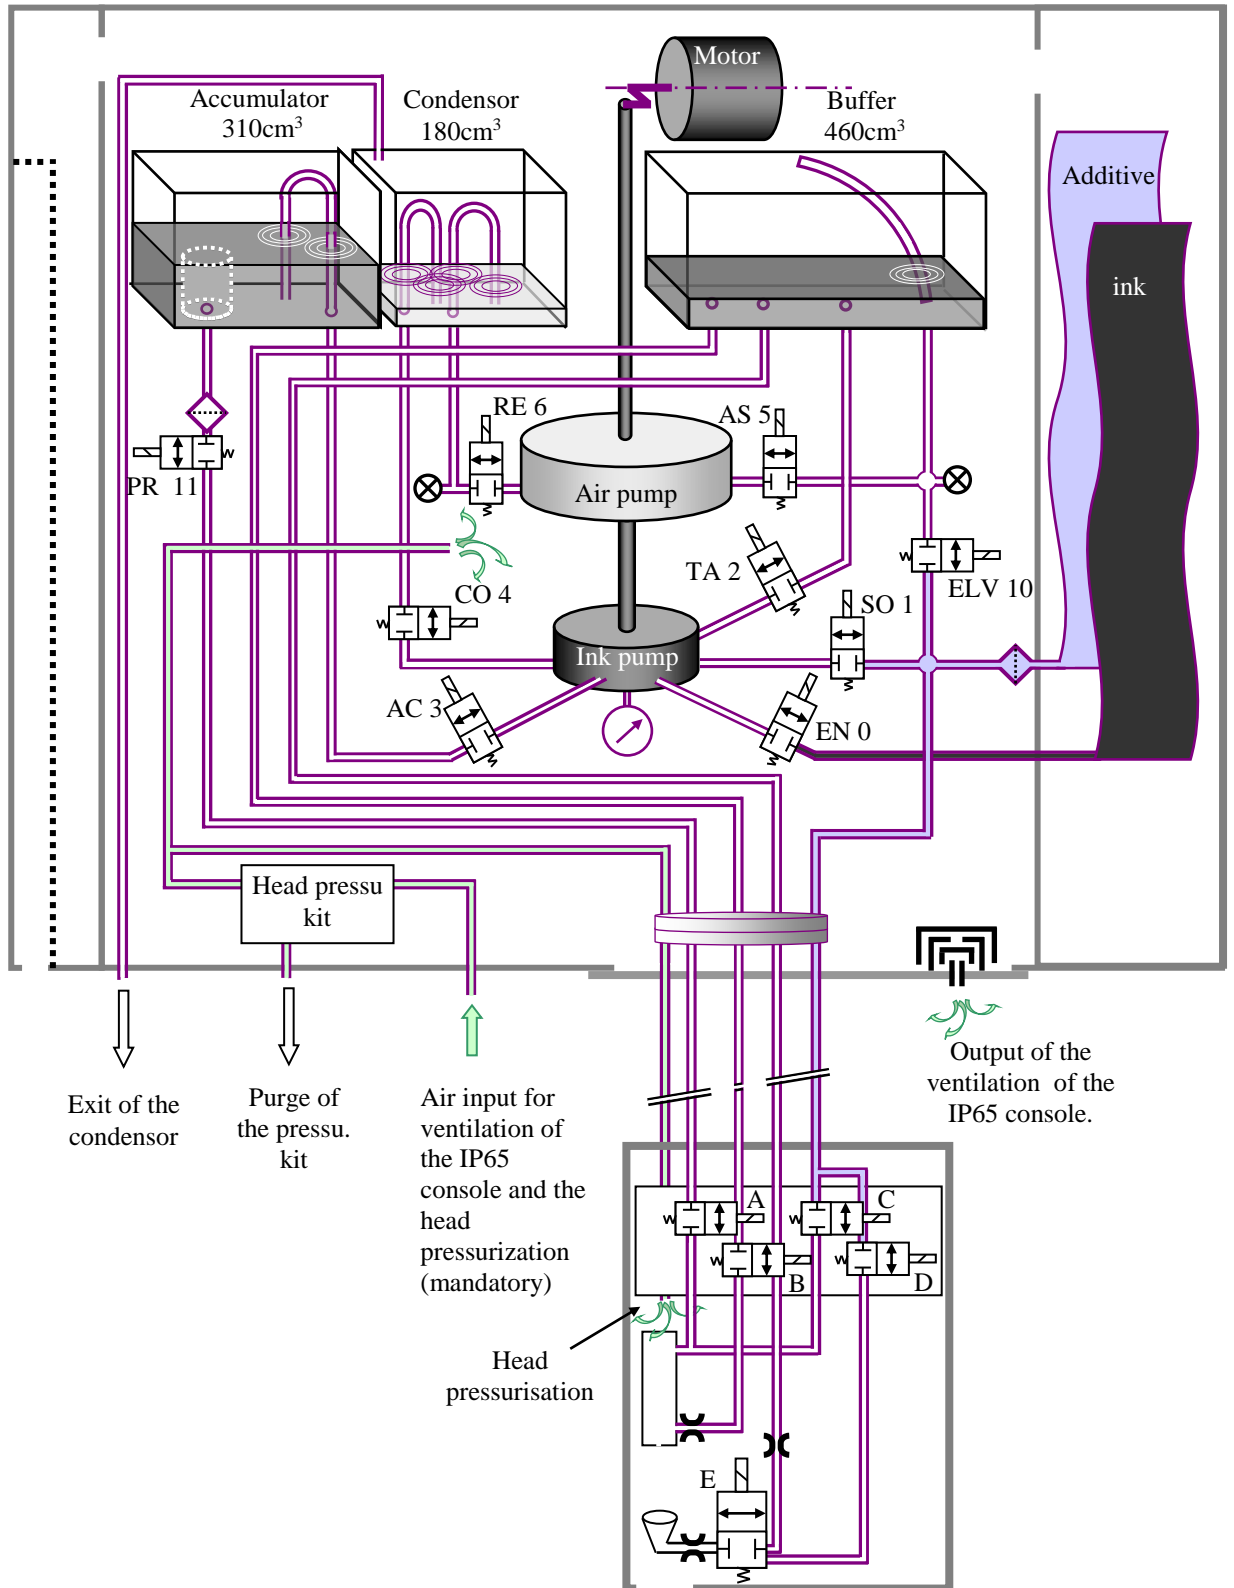 Motor
Accumulator
310cm³
Condensor
180cm³
Buffer
460cm³
Additive
ink
RE 6
AS 5
PR 11
Air pump
TA 2
ELV 10
CO 4
SO 1
Ink pump
AC 3
EN 0
Head pressu
kit
Exit of the
condensor
Purge of
the pressu.
kit
Air input for
ventilation of
the IP65
console and the
head
pressurization
(mandatory)
Output of the
ventilation of the
IP65 console.
A
C
B
D
Head
pressurisation
E